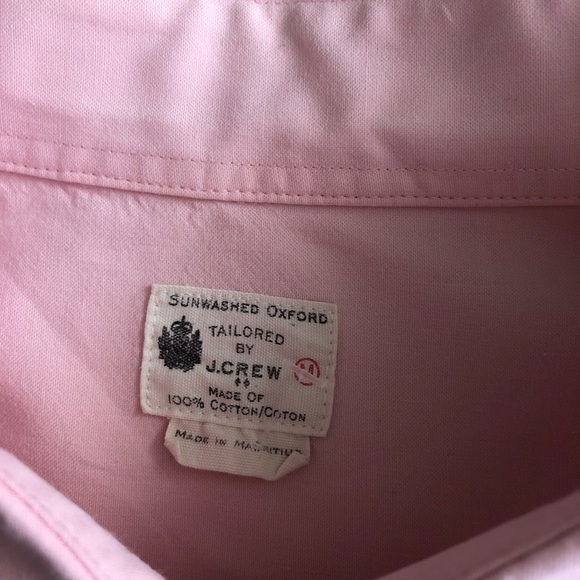 SUNWASHED OXFORD
TAILORED
BY
J.CREW M
MADE OF
100% COTTON/COTON
MADE IN MAURITIUS